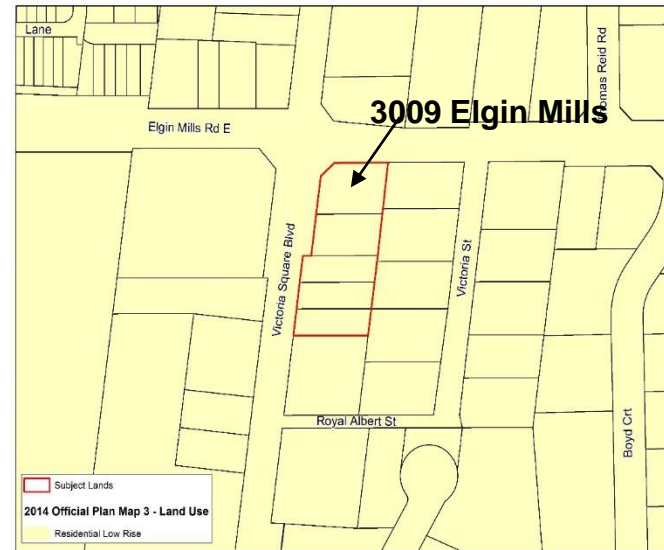 Lane
omas Reid Rd
3009 Elgin Mills
Elgin Mills Rd E
Victoria Square Blvd
Victoria St
Royal Albert St
Boyd Crt
Subject Lands
2014 Official Plan Map 3 - Land Use
Residential Low Rise